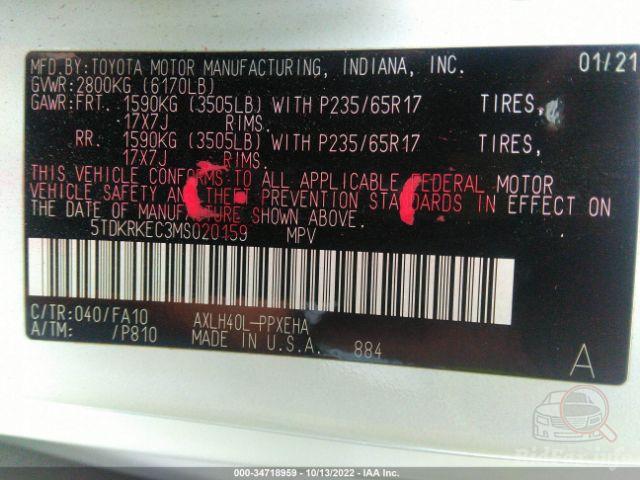 MFD.BY:TOYOTA MOTOR MANUFACTURING, INDIANA, INC. 01/21
GVWR:2800KG (6170LB)
GAWR:FRT. 1590KG (3505LB) WITH P235/65R17 TIRES,
17X7J RIMS.
RR. 1590KG (3505LB) WITH P235/65R17 TIRES,
17X7J RIMS.
THIS VEHICLE CONFORMS TO ALL APPLICABLE FEDERAL MOTOR
VEHICLE SAFETY AND THEFT PREVENTION STANDARDS IN EFFECT ON
THE DATE OF MANUFACTURE SHOWN ABOVE.
5TDKRKEC3MS020159 MPV
C/TR:040/FA10 AXLH40L-PPXEHA
A/TM: /P810 MADE IN U.S.A. 884 A
BidCar.info
000-34718959 - 10/13/2022 - IAA Inc.